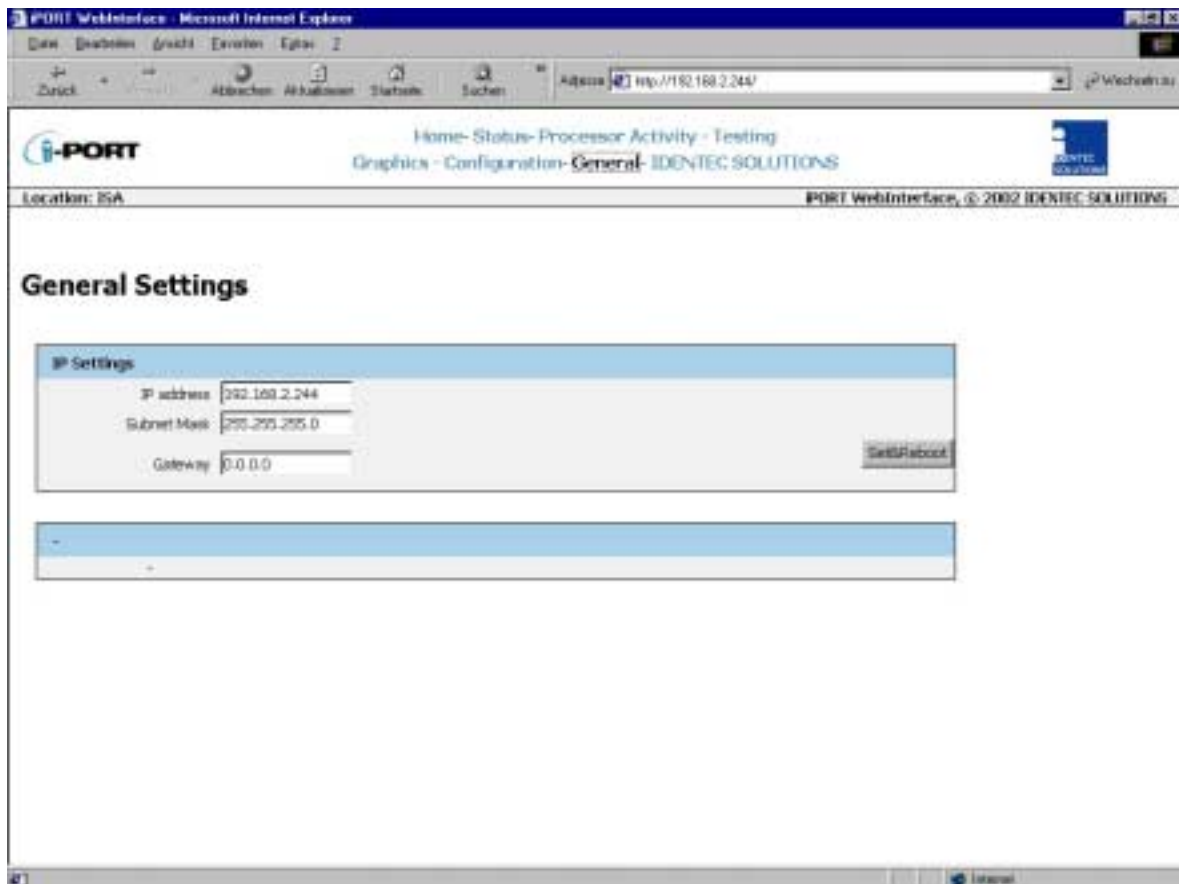 iPORT WebInterface - Microsoft Internet Explorer
Datei Bearbeiten Ansicht Favoriten Extras ?
Zurück Abbrechen Aktualisieren Startseite Suchen Adresse http://192.168.2.244/ Wechseln zu
i-PORT
Home- Status- Processor Activity - Testing
Graphics - Configuration- General- IDENTEC SOLUTIONS
IDENTEC
SOLUTIONS
Location: ISA iPORT WebInterface, © 2002 IDENTEC SOLUTIONS
General Settings
IP Settings
IP address 192.168.2.244
Subnet Mask 255.255.255.0
Gateway 0.0.0.0
Set&Reboot
-
-
Internet